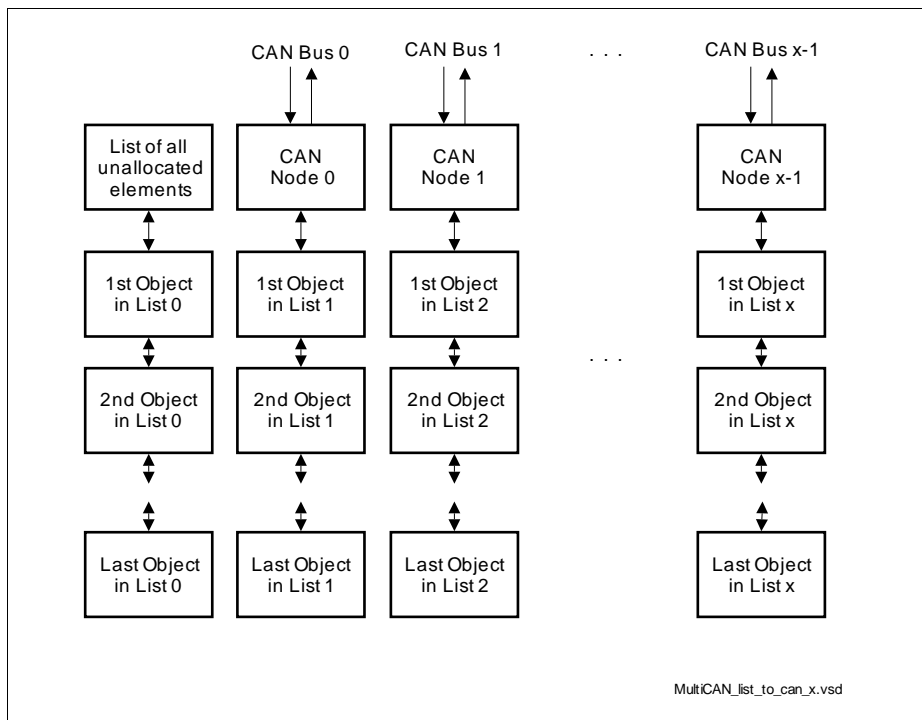 CAN Bus 0
CAN Bus 1
. . .
CAN Bus x-1
List of all
unallocated
elements
CAN
Node 0
CAN
Node 1
CAN
Node x-1
1st Object
in List 0
1st Object
in List 1
1st Object
in List 2
1st Object
in List x
. . .
2nd Object
in List 0
2nd Object
in List 1
2nd Object
in List 2
2nd Object
in List x
Last Object
in List 0
Last Object
in List 1
Last Object
in List 2
Last Object
in List x
MultiCAN_list_to_can_x.vsd